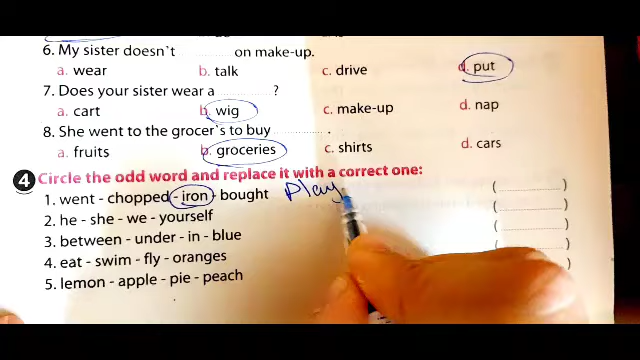 6. My sister doesn't ............ on make-up.
a. wear b. talk c. drive d. put
7. Does your sister wear a ............ ?
a. cart b. wig c. make-up d. nap
8. She went to the grocer's to buy ............ .
a. fruits b. groceries c. shirts d. cars
4 Circle the odd word and replace it with a correct one:
1. went - chopped - iron - bought Play (............)
2. he - she - we - yourself (............)
3. between - under - in - blue (............)
4. eat - swim - fly - oranges
5. lemon - apple - pie - peach